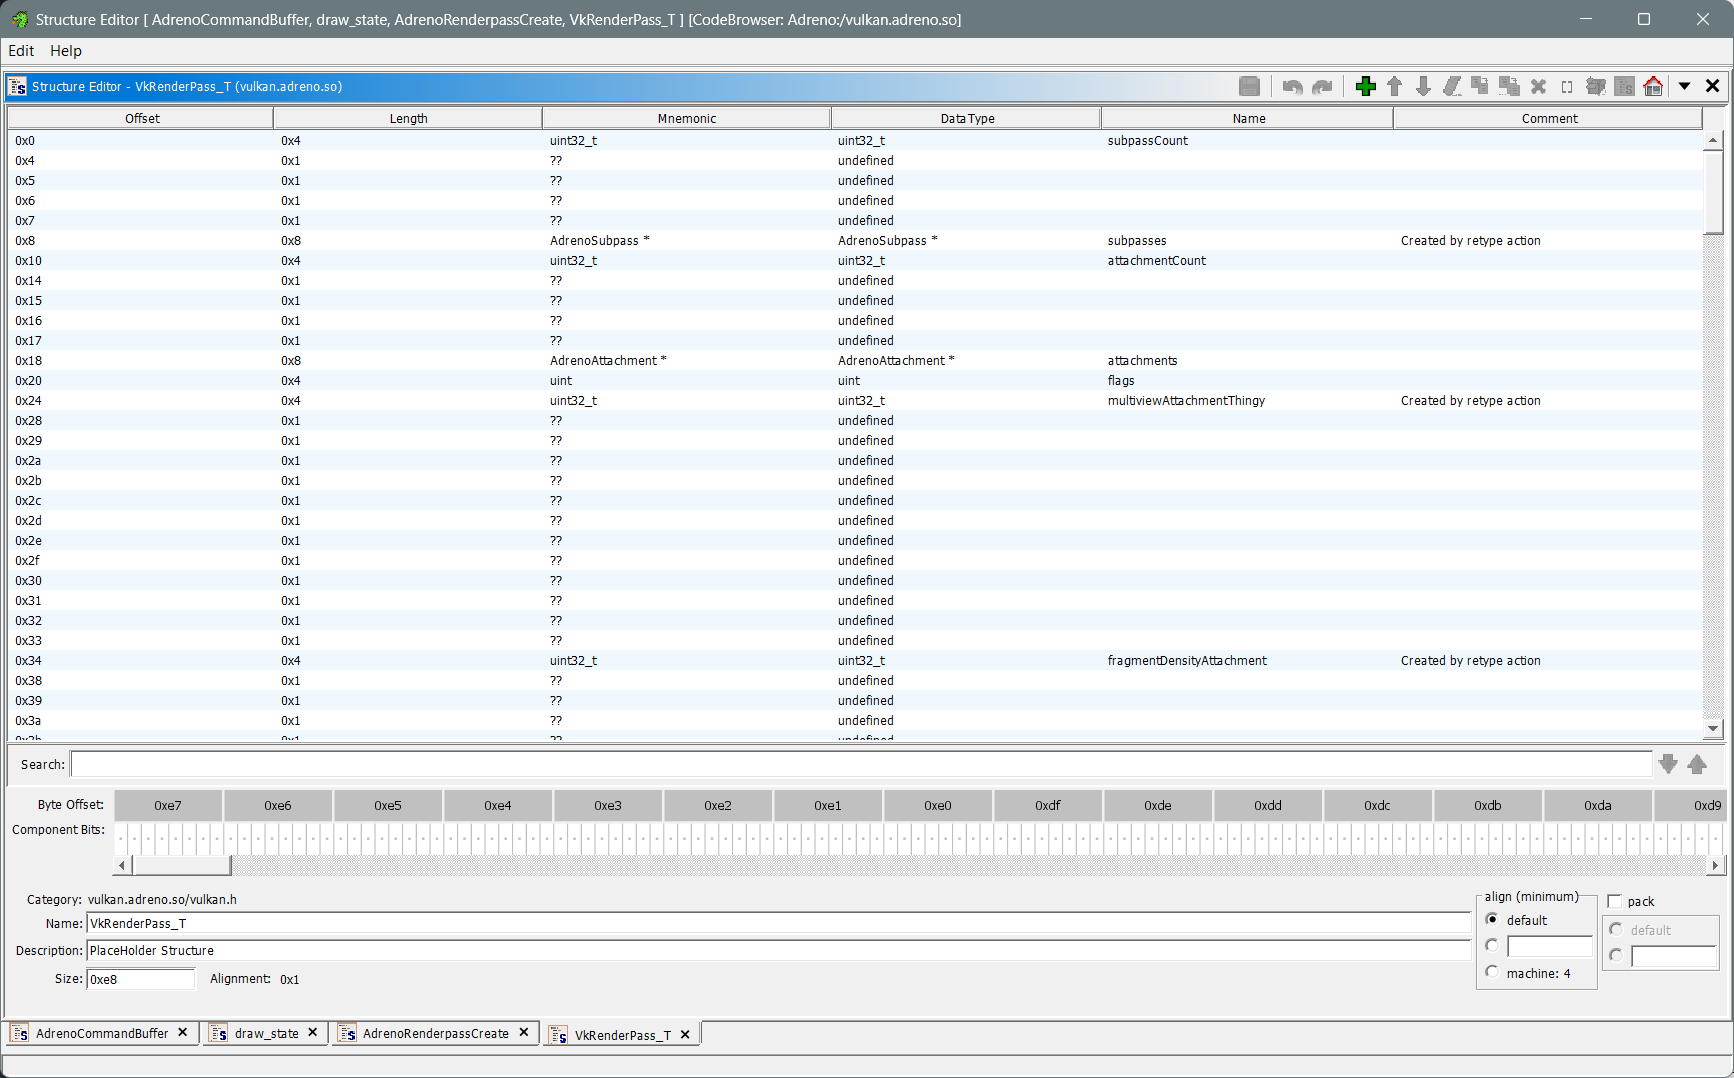 Structure Editor [ AdrenoCommandBuffer, draw_state, AdrenoRenderpassCreate, VkRenderPass_T ] [CodeBrowser: Adreno:/vulkan.adreno.so]
Edit Help
Structure Editor - VkRenderPass_T (vulkan.adreno.so)
Offset Length Mnemonic DataType Name Comment
0x0 0x4 uint32_t uint32_t subpassCount
0x4 0x1 ?? undefined
0x5 0x1 ?? undefined
0x6 0x1 ?? undefined
0x7 0x1 ?? undefined
0x8 0x8 AdrenoSubpass * AdrenoSubpass * subpasses Created by retype action
0x10 0x4 uint32_t uint32_t attachmentCount
0x14 0x1 ?? undefined
0x15 0x1 ?? undefined
0x16 0x1 ?? undefined
0x17 0x1 ?? undefined
0x18 0x8 AdrenoAttachment * AdrenoAttachment * attachments
0x20 0x4 uint uint flags
0x24 0x4 uint32_t uint32_t multiviewAttachmentThingy Created by retype action
0x28 0x1 ?? undefined
0x29 0x1 ?? undefined
0x2a 0x1 ?? undefined
0x2b 0x1 ?? undefined
0x2c 0x1 ?? undefined
0x2d 0x1 ?? undefined
0x2e 0x1 ?? undefined
0x2f 0x1 ?? undefined
0x30 0x1 ?? undefined
0x31 0x1 ?? undefined
0x32 0x1 ?? undefined
0x33 0x1 ?? undefined
0x34 0x4 uint32_t uint32_t fragmentDensityAttachment Created by retype action
0x38 0x1 ?? undefined
0x39 0x1 ?? undefined
0x3a 0x1 ?? undefined
0x3b 0x1 ?? undefined
Search:
Byte Offset: 0xe7 0xe6 0xe5 0xe4 0xe3 0xe2 0xe1 0xe0 0xdf 0xde 0xdd 0xdc 0xdb 0xda 0xd9
Component Bits:
Category: vulkan.adreno.so/vulkan.h
Name: VkRenderPass_T
Description: PlaceHolder Structure
Size: 0xe8 Alignment: 0x1
align (minimum)
default
machine: 4
pack
default
AdrenoCommandBuffer draw_state AdrenoRenderpassCreate VkRenderPass_T